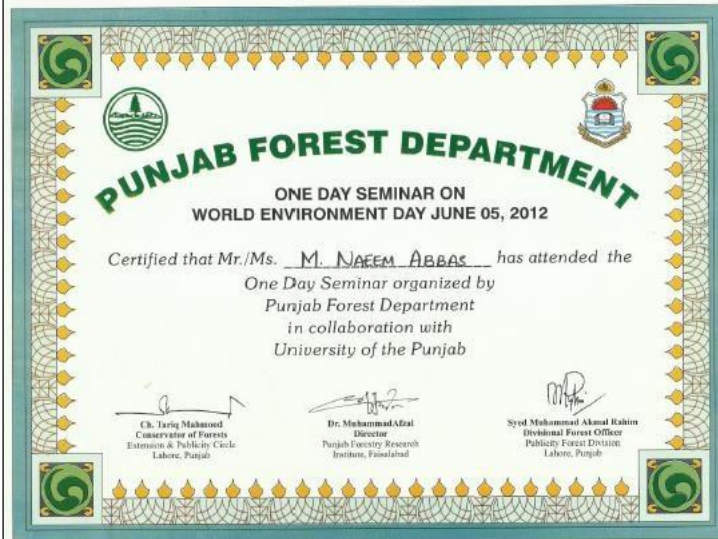 PUNJAB FOREST DEPARTMENT
ONE DAY SEMINAR ON
WORLD ENVIRONMENT DAY JUNE 05, 2012
Certified that Mr./Ms. M. NAEEM ABBAS has attended the
One Day Seminar organized by
Punjab Forest Department
in collaboration with
University of the Punjab
Ch. Tariq Mahmood
Conservator of Forests
Extension & Publicity Circle
Lahore, Punjab
Dr. MuhammadAfzal
Director
Punjab Forestry Research
Institute, Faisalabad
Syed Muhammad Akmal Rahim
Divisional Forest Officer
Publicity Forest Division
Lahore, Punjab